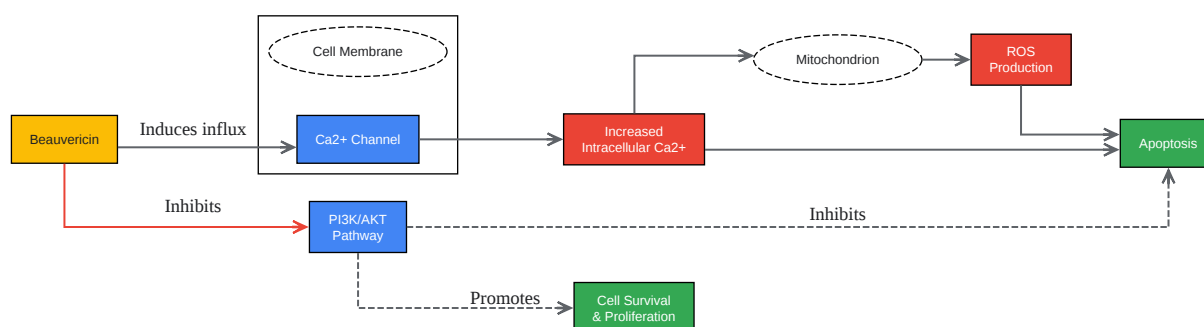 Cell Membrane
Mitochondrion
ROS
Production
Beauvericin
Induces influx
Ca2+ Channel
Increased
Intracellular Ca2+
Apoptosis
Inhibits
PI3K/AKT
Pathway
Inhibits
Promotes
Cell Survival
& Proliferation